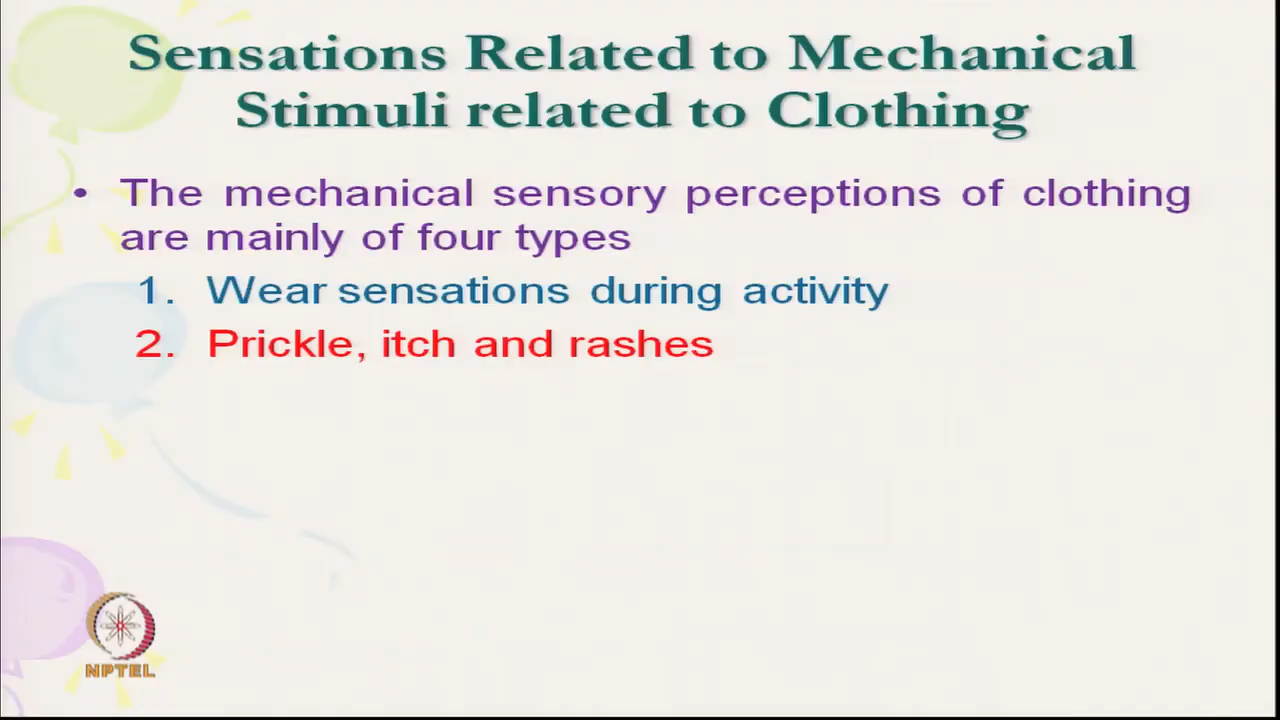 Sensations Related to Mechanical
Stimuli related to Clothing
• The mechanical sensory perceptions of clothing
are mainly of four types
1. Wear sensations during activity
2. Prickle, itch and rashes
NPTEL